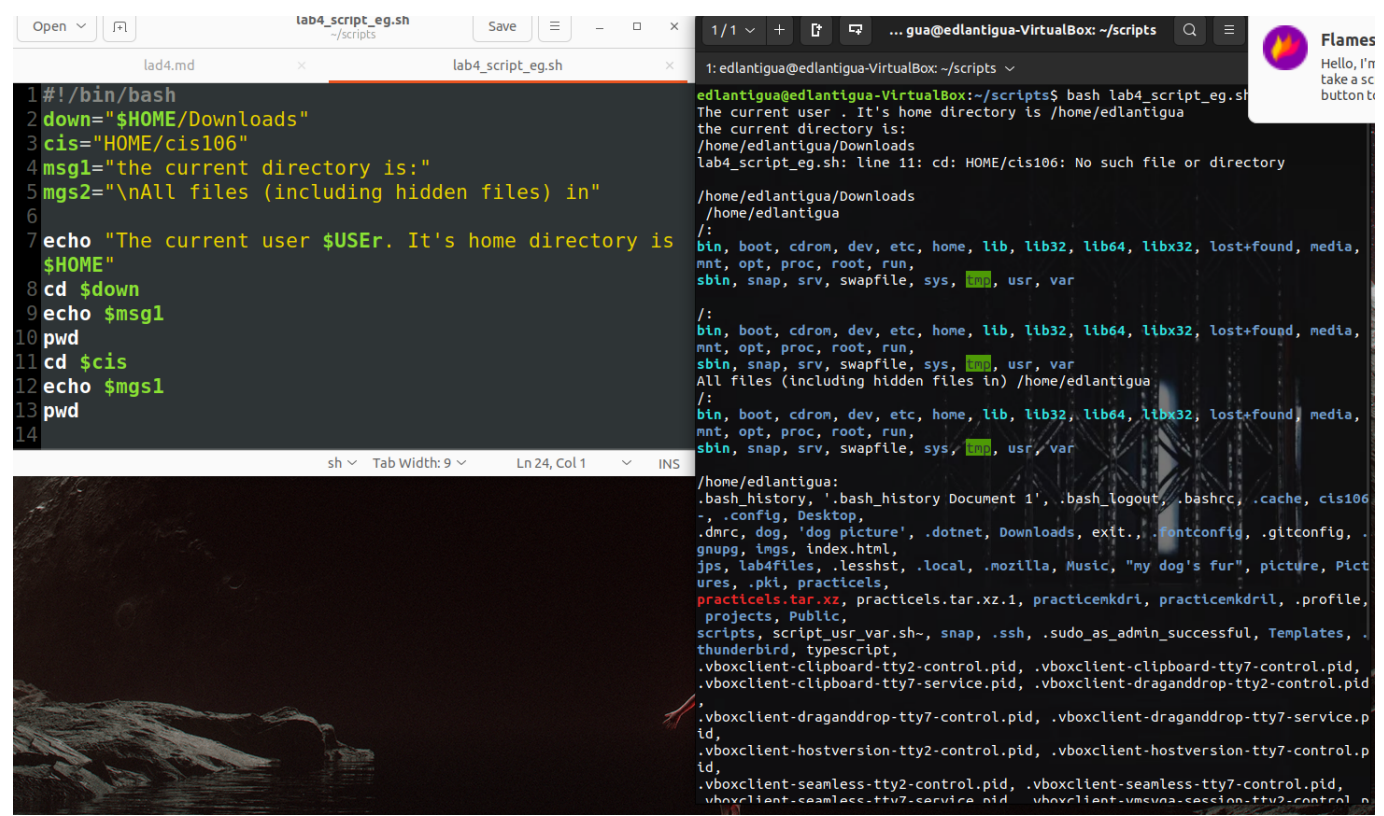 Open
lab4_script_eg.sh
~/scripts
Save
lad4.md
lab4_script_eg.sh
1 #!/bin/bash
2 down="$HOME/Downloads"
3 cis="HOME/cis106"
4 msg1="the current directory is:"
5 mgs2="\nAll files (including hidden files) in"
6
7 echo "The current user $USEr. It's home directory is
$HOME"
8 cd $down
9 echo $msg1
10 pwd
11 cd $cis
12 echo $mgs1
13 pwd
14
sh Tab Width: 9 Ln 24, Col 1 INS
1 / 1 ... gua@edlantigua-VirtualBox: ~/scripts
1: edlantigua@edlantigua-VirtualBox: ~/scripts
edlantigua@edlantigua-VirtualBox:~/scripts$ bash lab4_script_eg.sh
The current user . It's home directory is /home/edlantigua
the current directory is:
/home/edlantigua/Downloads
lab4_script_eg.sh: line 11: cd: HOME/cis106: No such file or directory
/home/edlantigua/Downloads
/home/edlantigua
/:
bin, boot, cdrom, dev, etc, home, lib, lib32, lib64, libx32, lost+found, media,
mnt, opt, proc, root, run,
sbin, snap, srv, swapfile, sys, tmp, usr, var
/:
bin, boot, cdrom, dev, etc, home, lib, lib32, lib64, libx32, lost+found, media,
mnt, opt, proc, root, run,
sbin, snap, srv, swapfile, sys, tmp, usr, var
All files (including hidden files in) /home/edlantigua
/:
bin, boot, cdrom, dev, etc, home, lib, lib32, lib64, libx32, lost+found, media,
mnt, opt, proc, root, run,
sbin, snap, srv, swapfile, sys, tmp, usr, var
/home/edlantigua:
.bash_history, '.bash_history Document 1', .bash_logout, .bashrc, .cache, cis106
-, .config, Desktop,
.dmrc, dog, 'dog picture', .dotnet, Downloads, exit., .fontconfig, .gitconfig, .
gnupg, imgs, index.html,
jps, lab4files, .lesshst, .local, .mozilla, Music, "my dog's fur", picture, Pict
ures, .pki, practicels,
practicels.tar.xz, practicels.tar.xz.1, practicemkdri, practicemkdril, .profile,
projects, Public,
scripts, script_usr_var.sh~, snap, .ssh, .sudo_as_admin_successful, Templates, .
thunderbird, typescript,
.vboxclient-clipboard-tty2-control.pid, .vboxclient-clipboard-tty7-control.pid,
.vboxclient-clipboard-tty7-service.pid, .vboxclient-draganddrop-tty2-control.pid
,
.vboxclient-draganddrop-tty7-control.pid, .vboxclient-draganddrop-tty7-service.p
id,
.vboxclient-hostversion-tty2-control.pid, .vboxclient-hostversion-tty7-control.p
id,
.vboxclient-seamless-tty2-control.pid, .vboxclient-seamless-tty7-control.pid,
.vboxclient-seamless-tty7-service.pid, .vboxclient-vmsvga-session-tty2-control.p
Flames
Hello, I'm
take a sc
button to